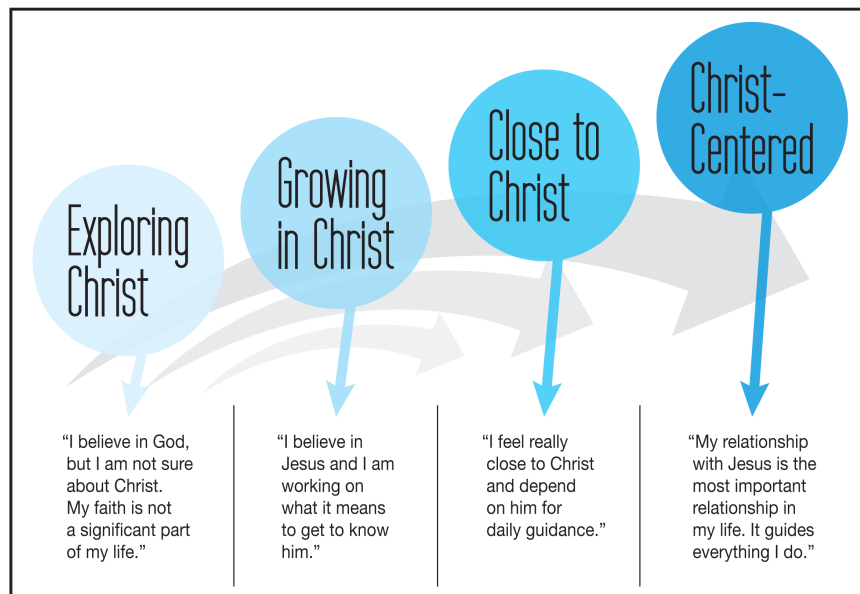 Exploring
Christ
Growing
in Christ
Close to
Christ
Christ-
Centered
“I believe in God,
but I am not sure
about Christ.
My faith is not
a significant part
of my life.”
“I believe in
Jesus and I am
working on
what it means
to get to know
him.”
“I feel really
close to Christ
and depend
on him for
daily guidance.”
“My relationship
with Jesus is the
most important
relationship in
my life. It guides
everything I do.”